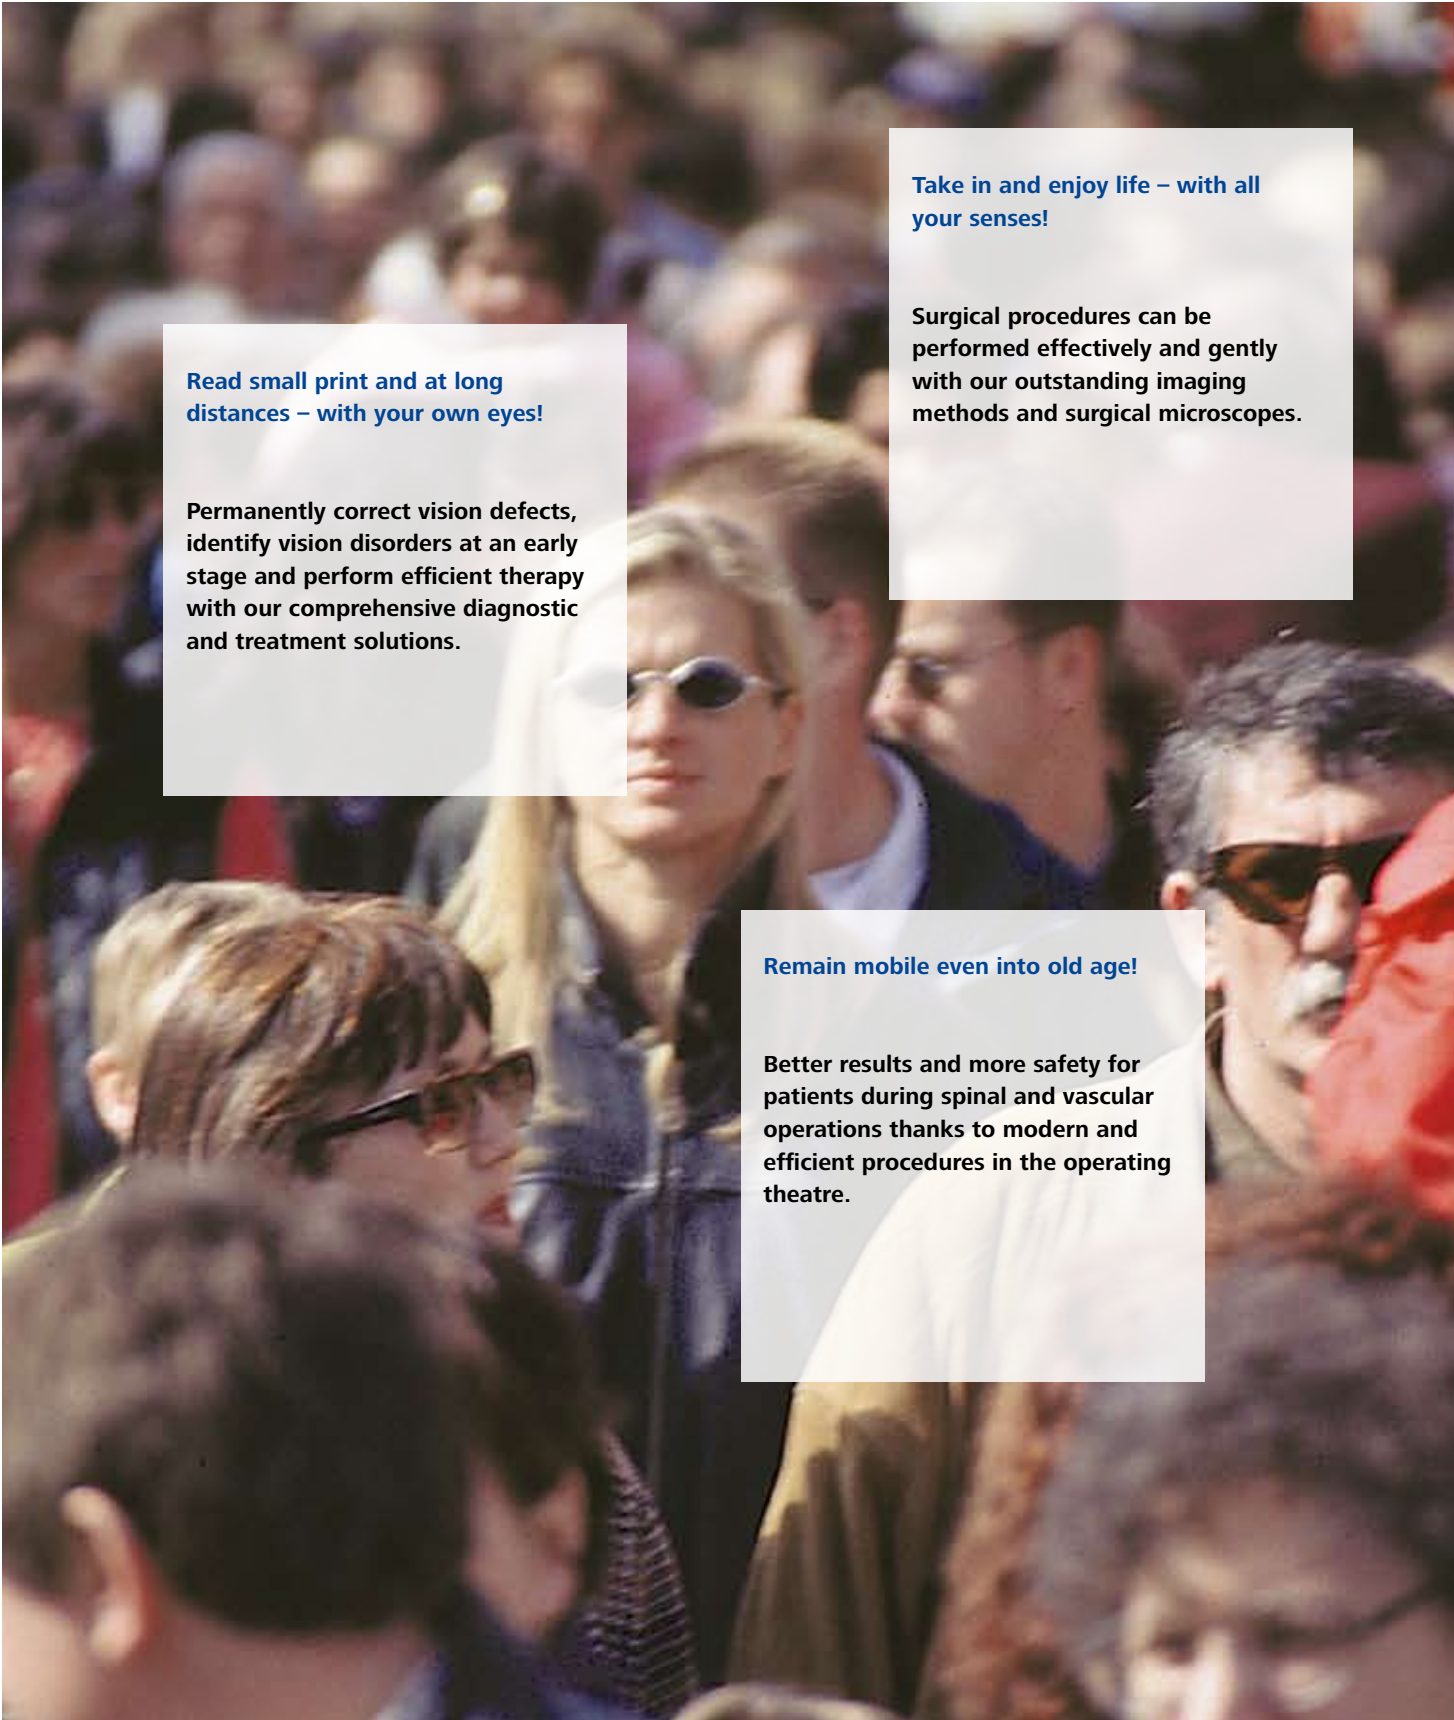 Take in and enjoy life – with all
your senses!
Surgical procedures can be
performed effectively and gently
with our outstanding imaging
methods and surgical microscopes.
Read small print and at long
distances – with your own eyes!
Permanently correct vision defects,
identify vision disorders at an early
stage and perform efficient therapy
with our comprehensive diagnostic
and treatment solutions.
Remain mobile even into old age!
Better results and more safety for
patients during spinal and vascular
operations thanks to modern and
efficient procedures in the operating
theatre.